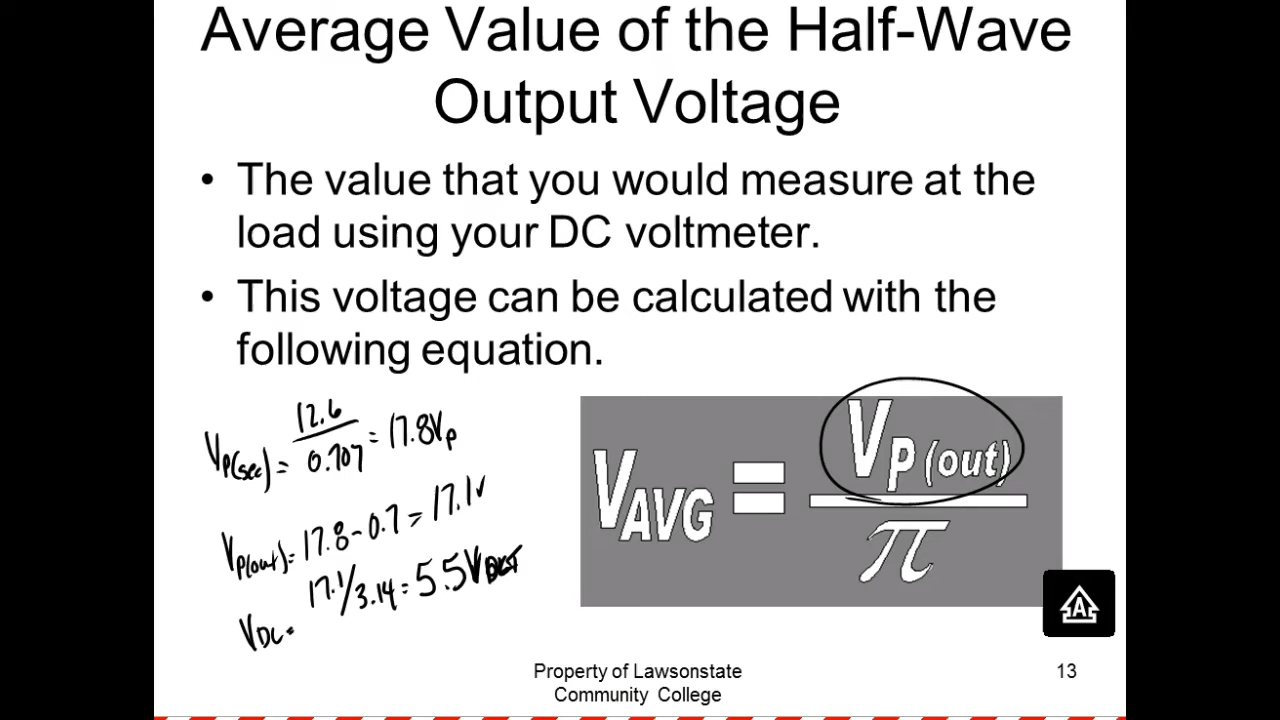 Average Value of the Half-Wave
Output Voltage
• The value that you would measure at the
load using your DC voltmeter.
• This voltage can be calculated with the
following equation.
VP(sec) = 12.6 / 0.707 = 17.8VP
VP(out) = 17.8 - 0.7 = 17.1V
17.1/3.14 = 5.5V
VDC =
VAVG = VP(out) / π
A
Property of Lawsonstate
Community College
13